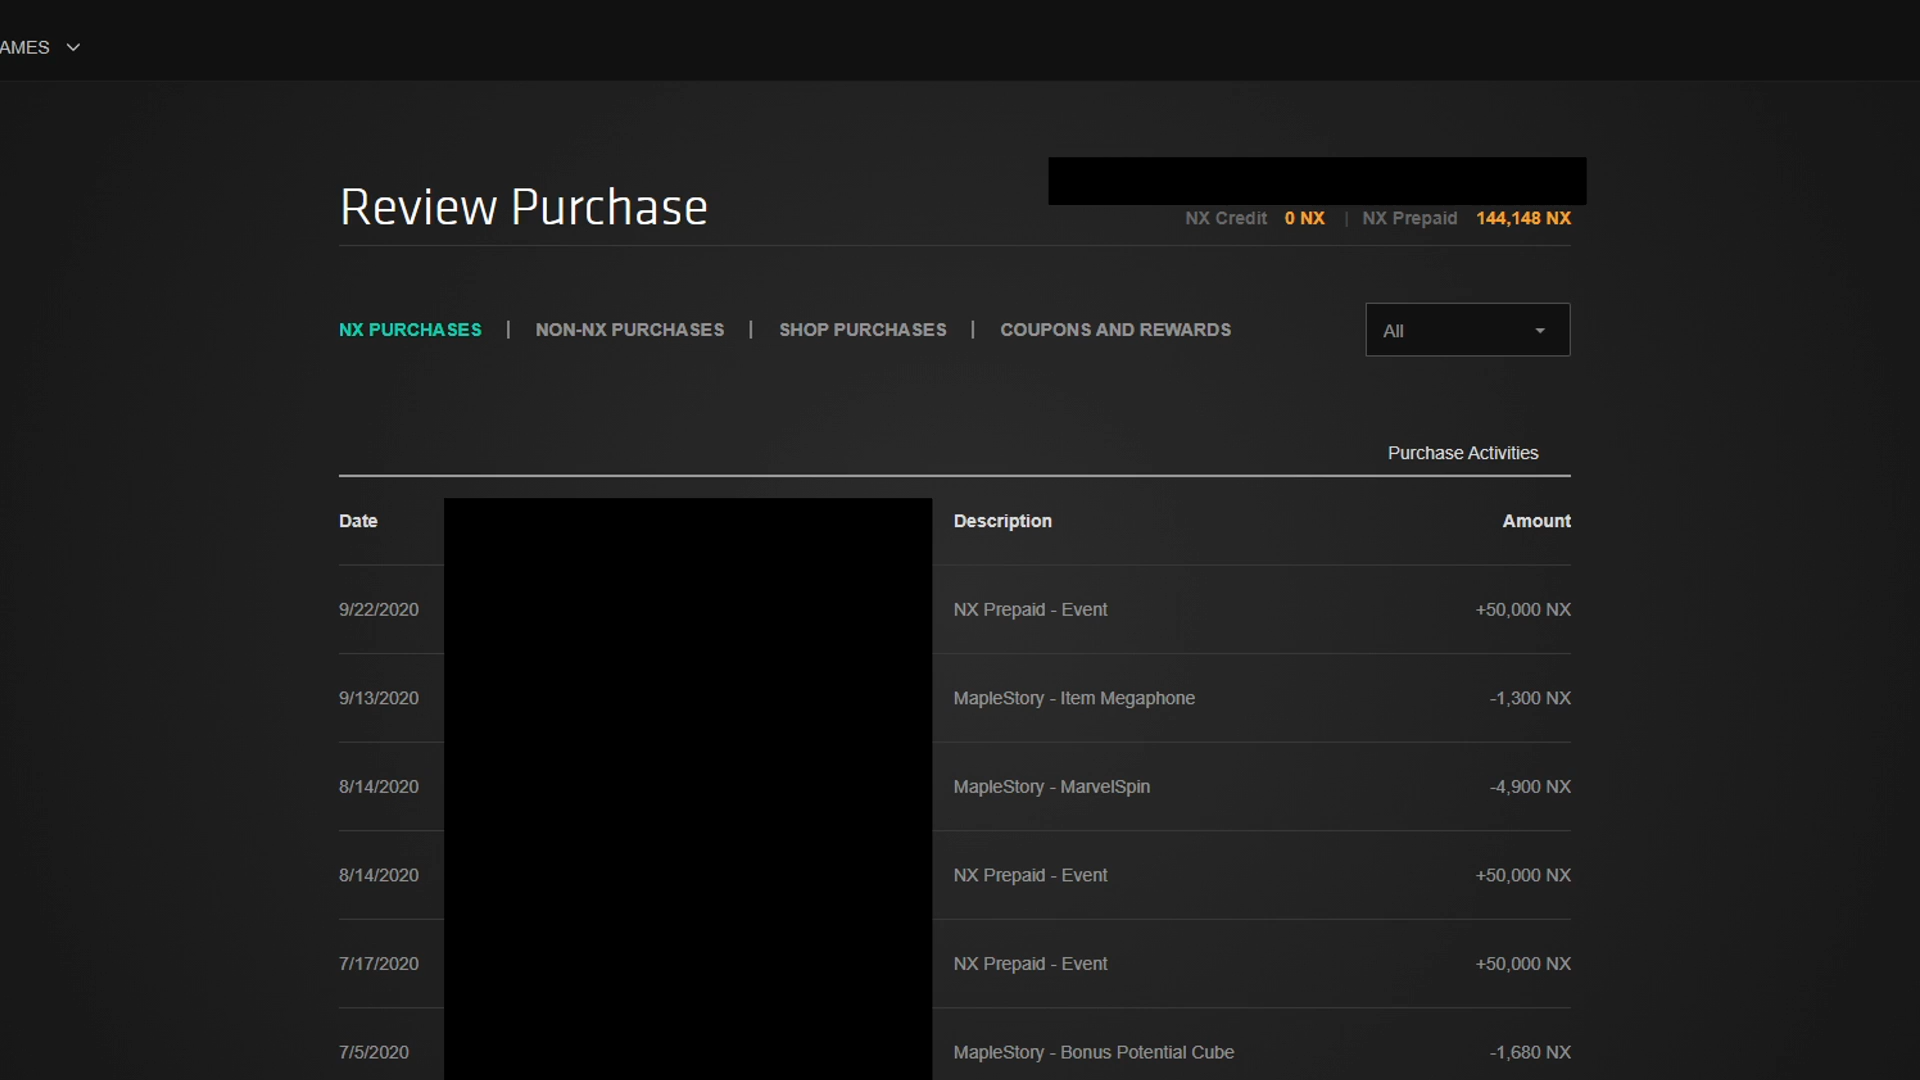 AMES
Review Purchase
NX Credit 0 NX | NX Prepaid 144,148 NX
NX PURCHASES | NON-NX PURCHASES | SHOP PURCHASES | COUPONS AND REWARDS
All
Purchase Activities
Date Description Amount
9/22/2020 NX Prepaid - Event +50,000 NX
9/13/2020 MapleStory - Item Megaphone -1,300 NX
8/14/2020 MapleStory - MarvelSpin -4,900 NX
8/14/2020 NX Prepaid - Event +50,000 NX
7/17/2020 NX Prepaid - Event +50,000 NX
7/5/2020 MapleStory - Bonus Potential Cube -1,680 NX